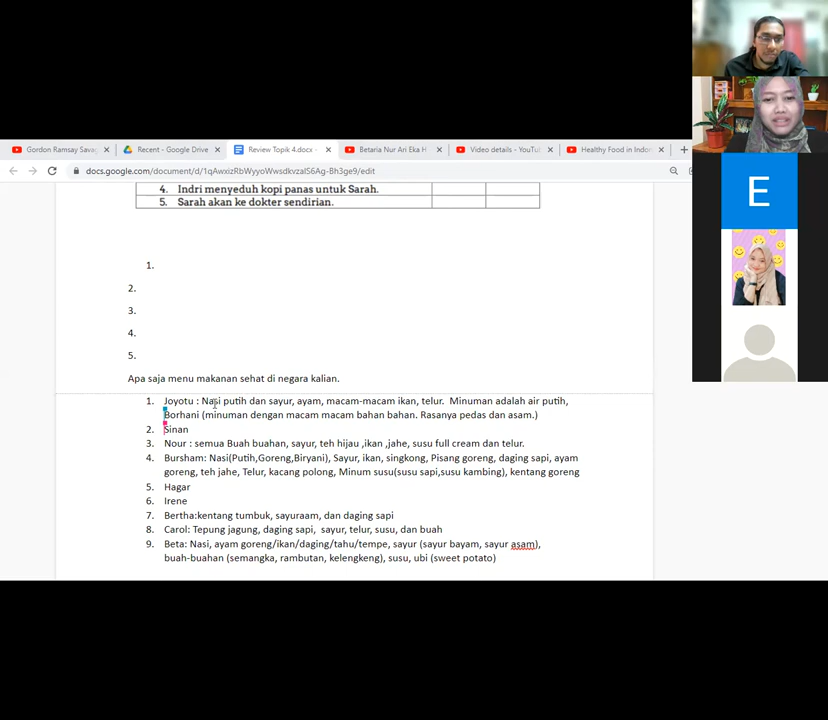 Gordon Ramsay Sava
Recent - Google Drive
Review Topik 4.docx -
Betaria Nur Ari Eka H
Video details - YouTu
Healthy Food in Indon
docs.google.com/document/d/1qAwxizRbWyyoWwsdkvzalS6Ag-Bh3ge9/edit
4. Indri menyeduh kopi panas untuk Sarah.
5. Sarah akan ke dokter sendirian.
E
1.
2.
3.
4.
5.
Apa saja menu makanan sehat di negara kalian.
1. Joyotu : Nasi putih dan sayur, ayam, macam-macam ikan, telur. Minuman adalah air putih,
Borhani (minuman dengan macam macam bahan bahan. Rasanya pedas dan asam.)
2. Sinan
3. Nour : semua Buah buahan, sayur, teh hijau ,ikan ,jahe, susu full cream dan telur.
4. Bursham: Nasi(Putih,Goreng,Biryani), Sayur, ikan, singkong, Pisang goreng, daging sapi, ayam
goreng, teh jahe, Telur, kacang polong, Minum susu(susu sapi,susu kambing), kentang goreng
5. Hagar
6. Irene
7. Bertha:kentang tumbuk, sayuraam, dan daging sapi
8. Carol: Tepung jagung, daging sapi, sayur, telur, susu, dan buah
9. Beta: Nasi, ayam goreng/ikan/daging/tahu/tempe, sayur (sayur bayam, sayur asam),
buah-buahan (semangka, rambutan, kelengkeng), susu, ubi (sweet potato)